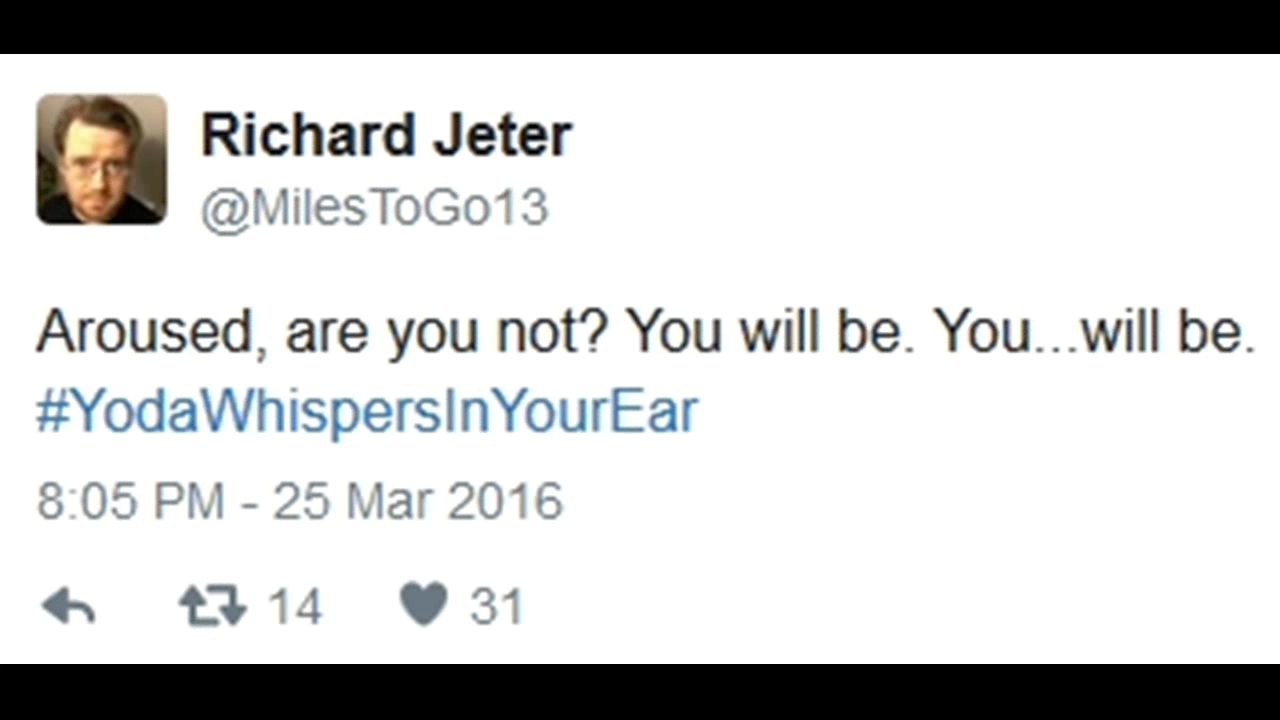 Richard Jeter
@MilesToGo13
Aroused, are you not? You will be. You...will be.
#YodaWhispersInYourEar
8:05 PM - 25 Mar 2016
14 31